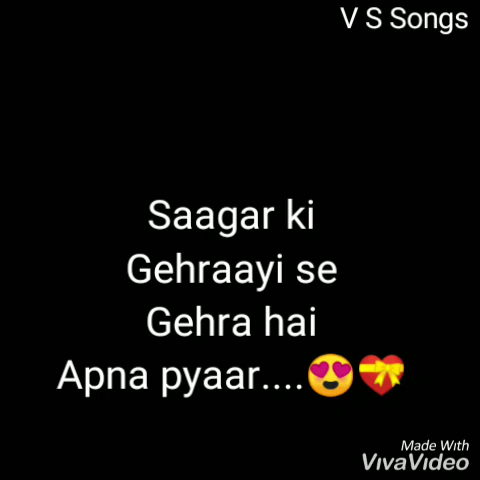 V S Songs
Saagar ki
Gehraayi se
Gehra hai
Apna pyaar....😍💝
Made With
VivaVideo